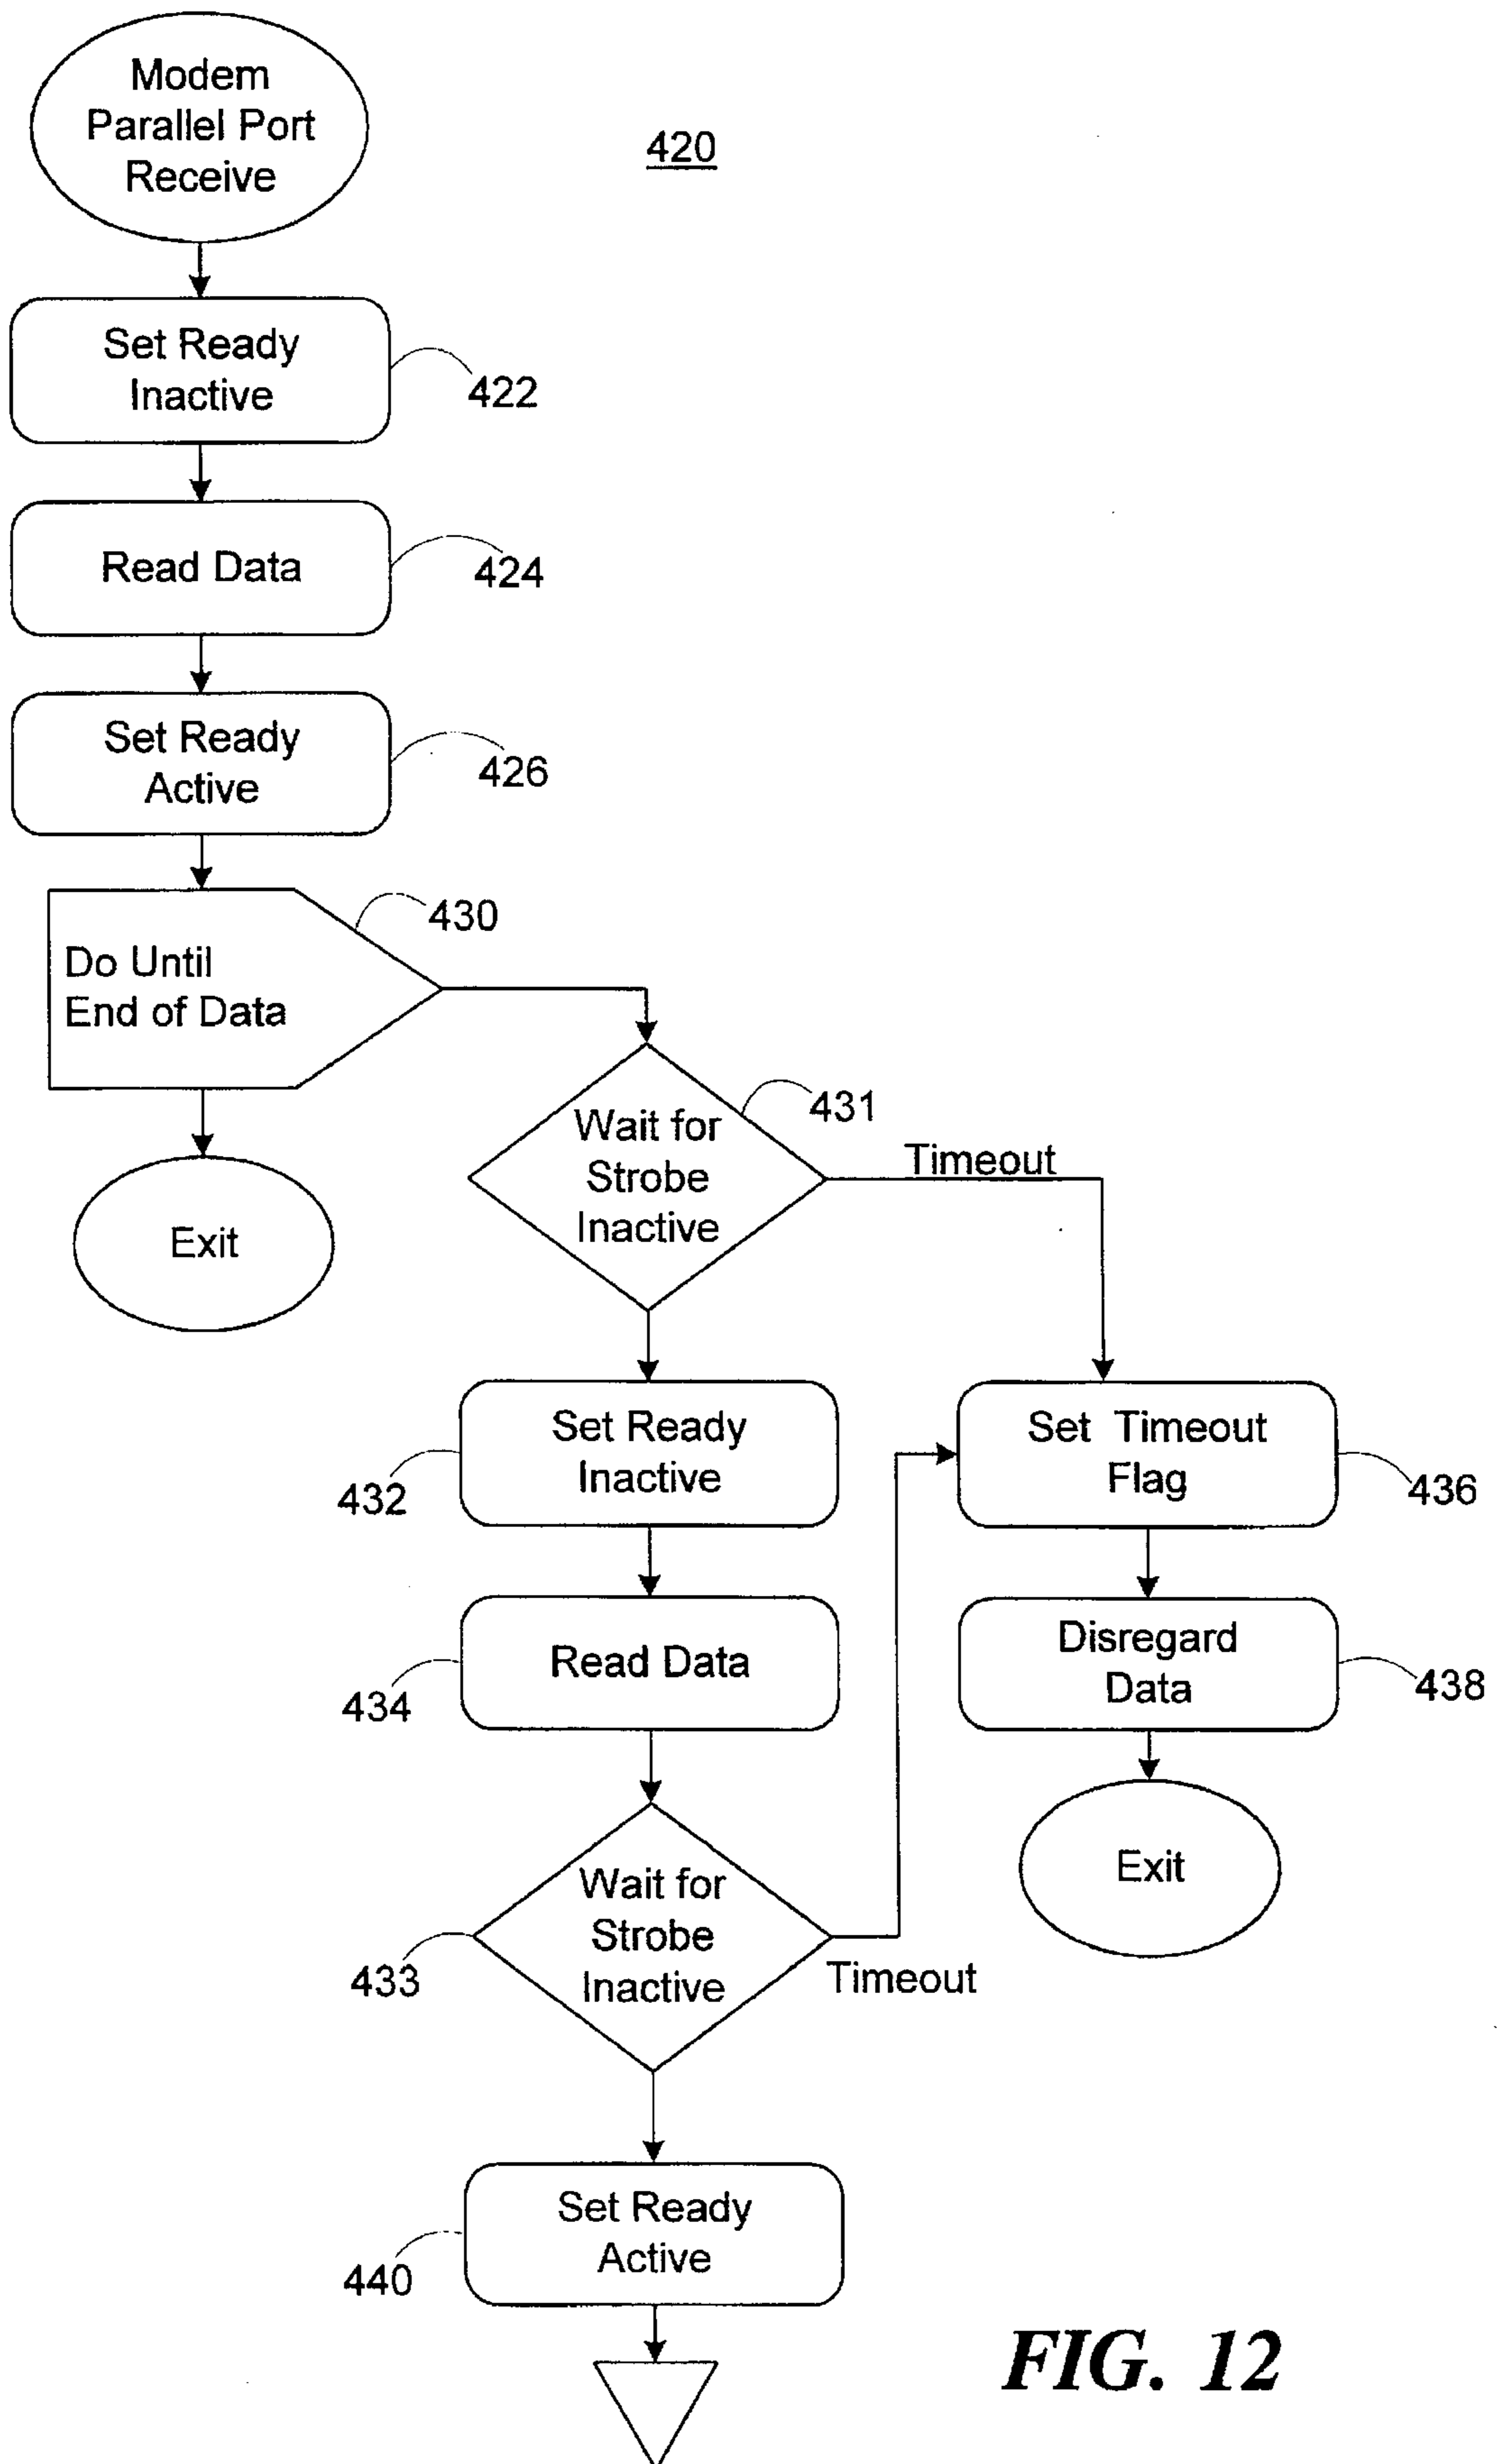 Modem
Parallel Port
Receive
420
Set Ready
Inactive
422
Read Data
424
Set Ready
Active
426
430
Do Until
End of Data
Exit
431
Wait for
Strobe
Inactive
Timeout
Set Ready
Inactive
432
Set Timeout
Flag
436
Read Data
434
Disregard
Data
438
Exit
Wait for
Strobe
Inactive
433
Timeout
Set Ready
Active
440
FIG. 12